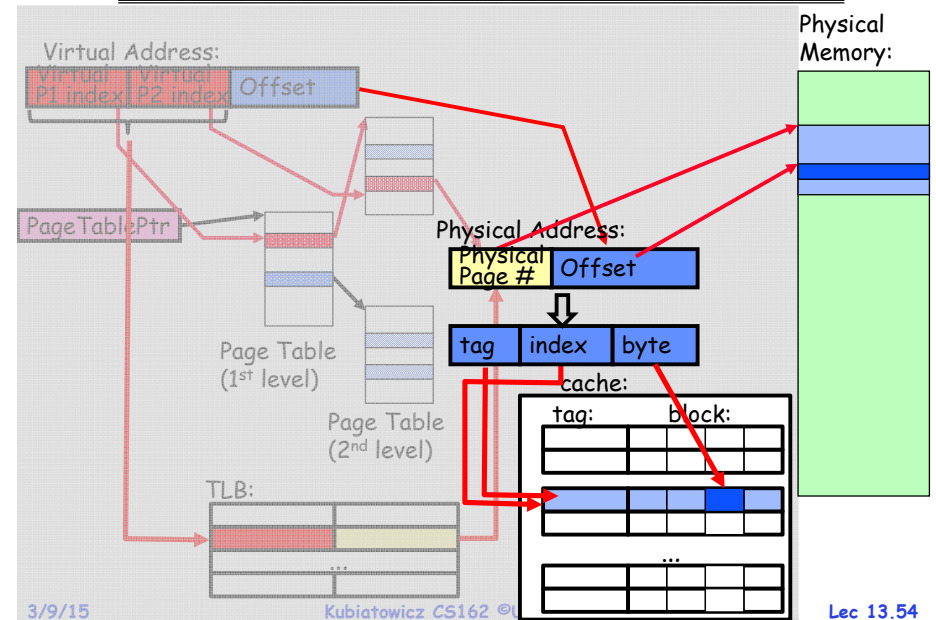 Physical
Memory:
Virtual Address:
Virtual Virtual
P1 index P2 index Offset
PageTablePtr
Physical Address:
Physical
Page # Offset
tag index byte
Page Table
(1st level)
cache:
tag: block:
Page Table
(2nd level)
TLB:
...
...
3/9/15 Kubiatowicz CS162 ©U Lec 13.54